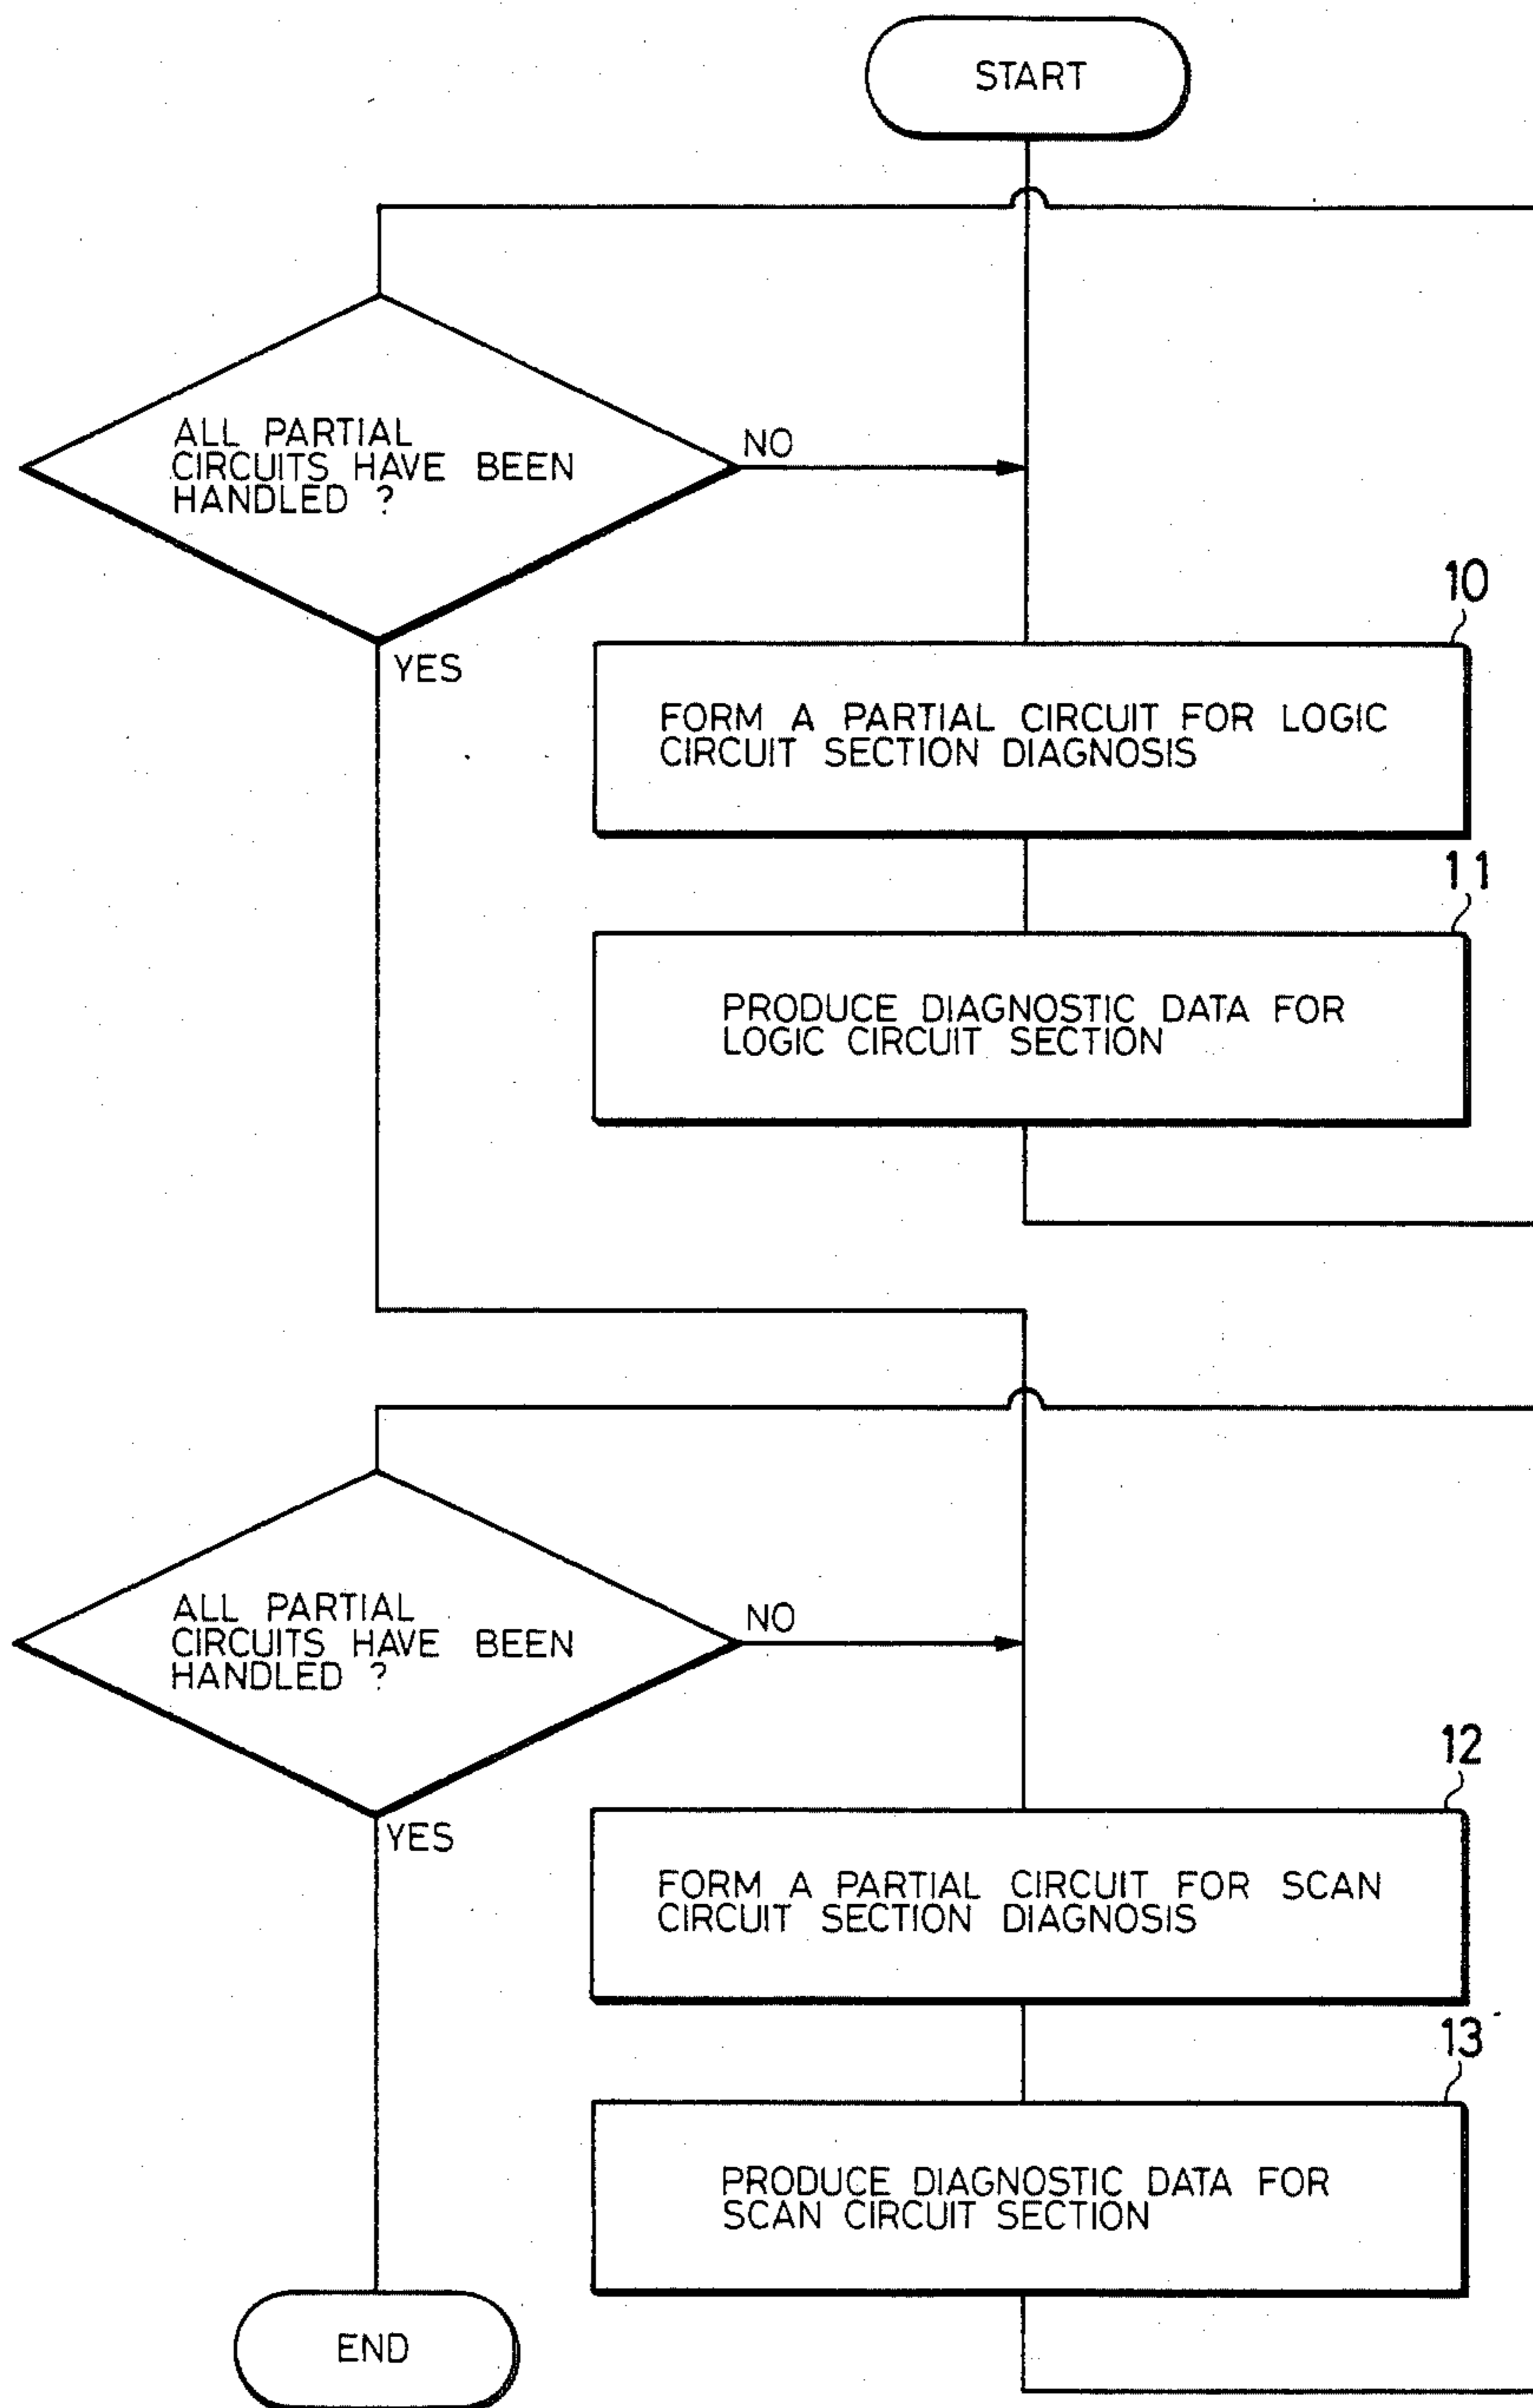 START
ALL PARTIAL
CIRCUITS HAVE BEEN
HANDLED ?
NO
YES
10
FORM A PARTIAL CIRCUIT FOR LOGIC
CIRCUIT SECTION DIAGNOSIS
11
PRODUCE DIAGNOSTIC DATA FOR
LOGIC CIRCUIT SECTION
ALL PARTIAL
CIRCUITS HAVE BEEN
HANDLED ?
NO
YES
12
FORM A PARTIAL CIRCUIT FOR SCAN
CIRCUIT SECTION DIAGNOSIS
13
PRODUCE DIAGNOSTIC DATA FOR
SCAN CIRCUIT SECTION
END